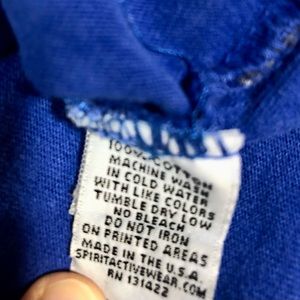 100% COTTON
MACHINE WASH
IN COLD WATER
WITH LIKE COLORS
TUMBLE DRY LOW
NO BLEACH
DO NOT IRON
ON PRINTED AREAS
MADE IN THE U.S.A
SPIRITACTIVEWEAR.COM
RN 131422